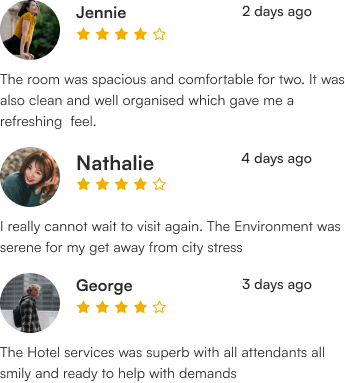 Jennie 2 days ago
The room was spacious and comfortable for two. It was
also clean and well organised which gave me a
refreshing feel.
Nathalie 4 days ago
I really cannot wait to visit again. The Environment was
serene for my get away from city stress
George 3 days ago
The Hotel services was superb with all attendants all
smily and ready to help with demands